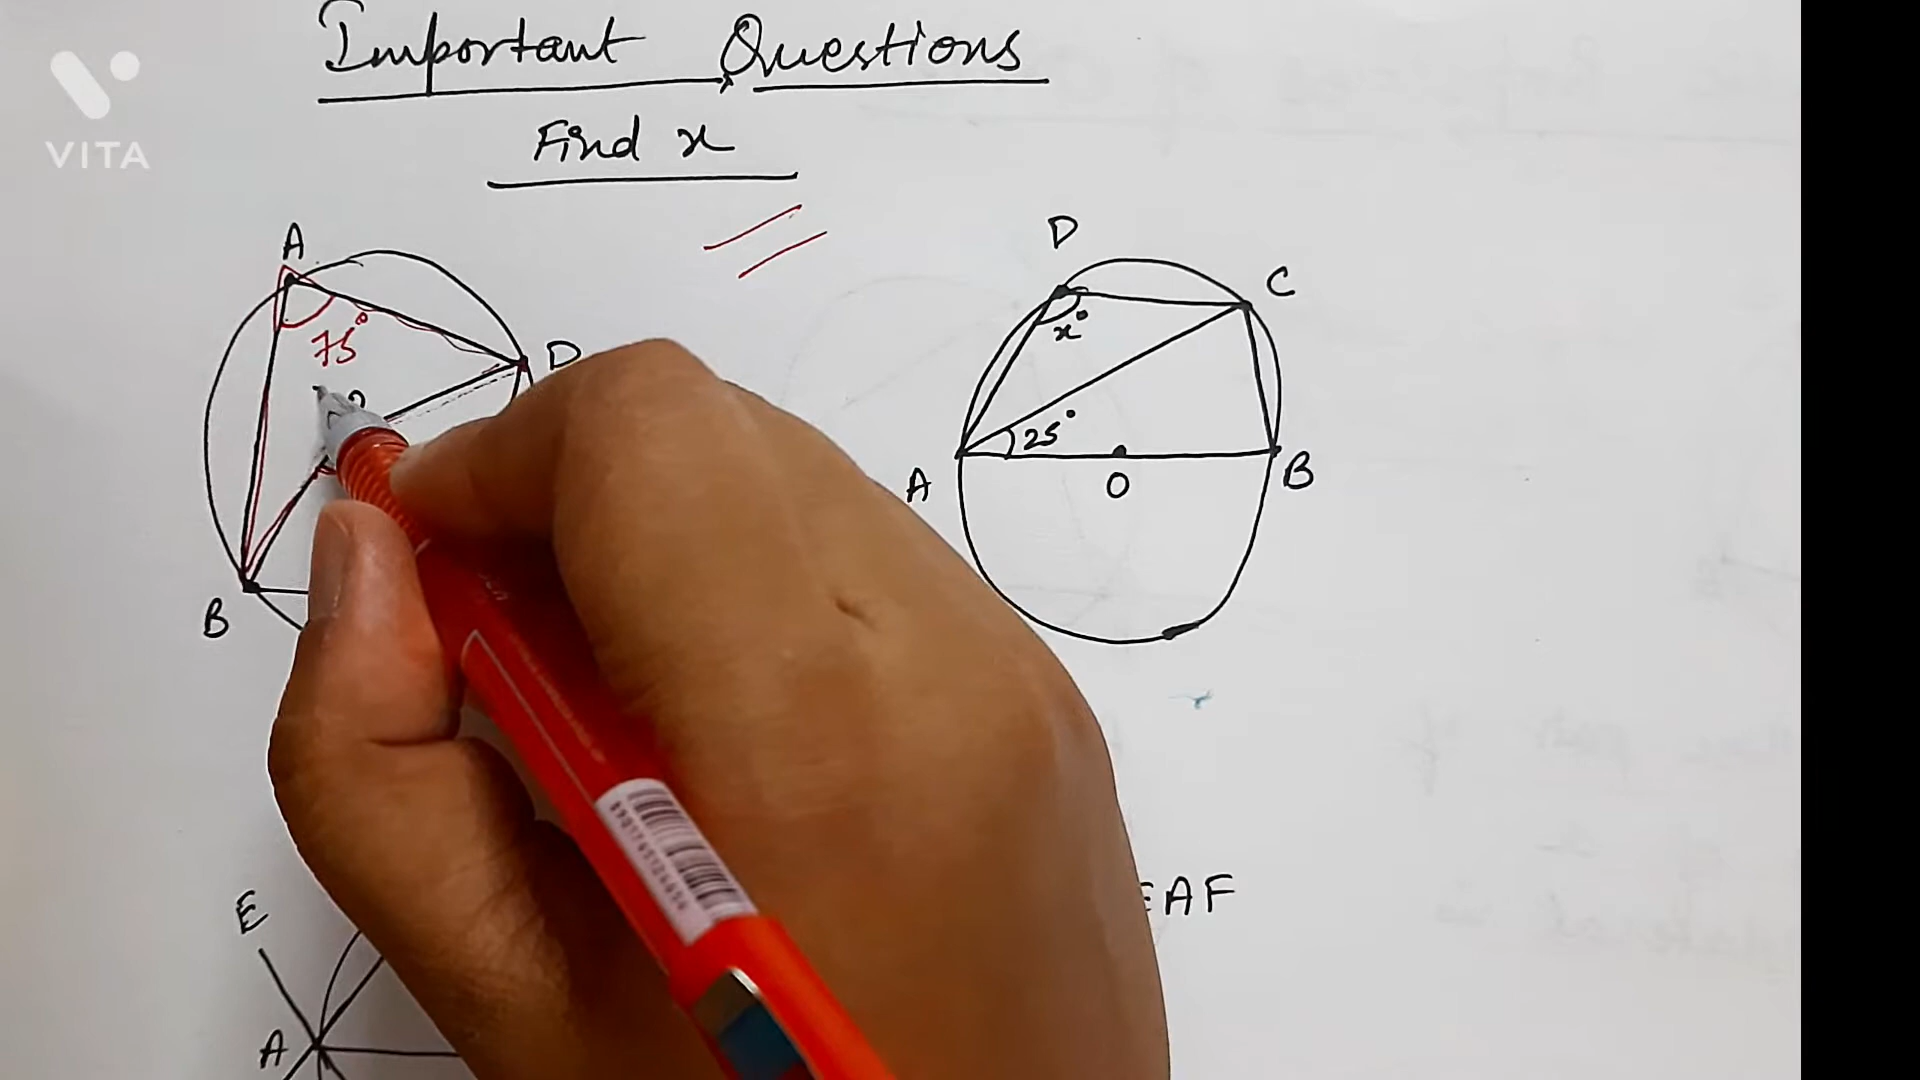 VITA
Important Questions
Find x
A
75°
D
O
B
D
C
x°
25°
A
O
B
E
A
EAF